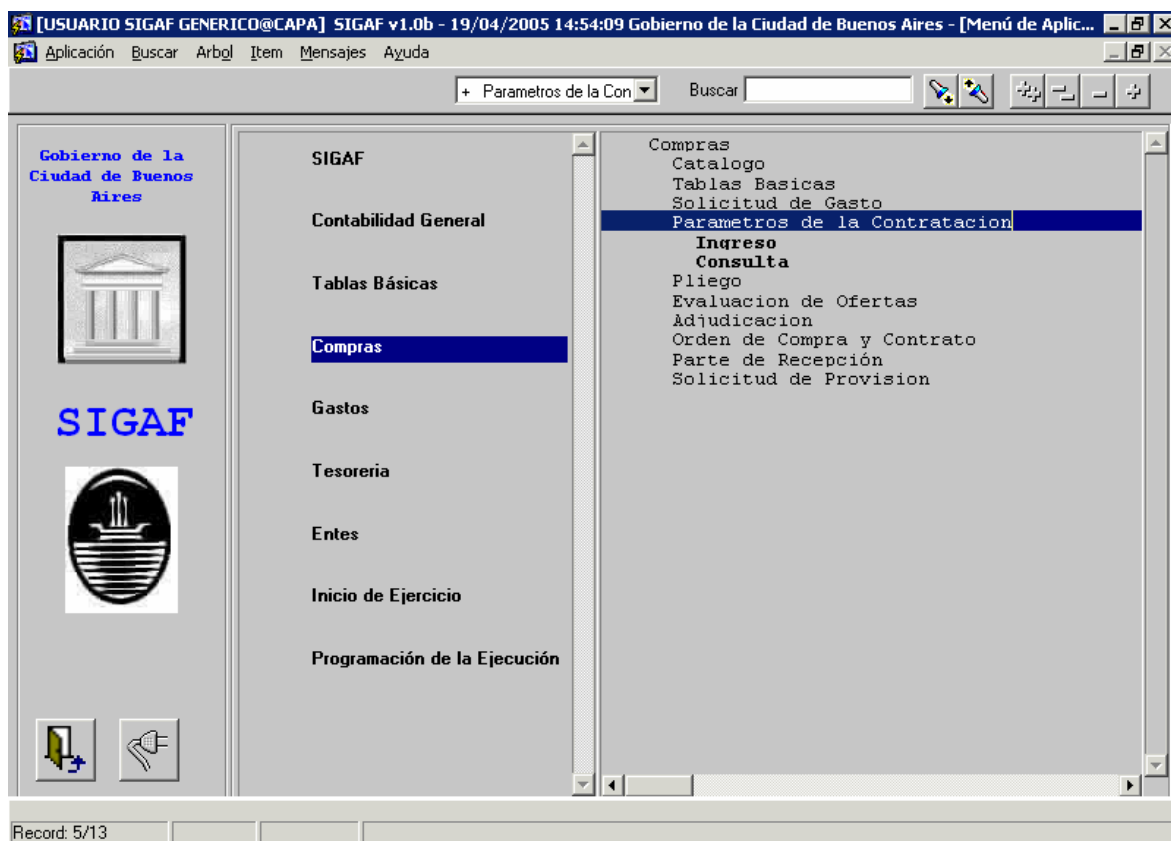 [USUARIO SIGAF GENERICO@CAPA] SIGAF v1.0b - 19/04/2005 14:54:09 Gobierno de la Ciudad de Buenos Aires - [Menú de Aplic...
Aplicación Buscar Arbol Item Mensajes Ayuda
+ Parametros de la Con Buscar
Gobierno de la
Ciudad de Buenos
Aires
SIGAF
SIGAF
Contabilidad General
Tablas Básicas
Compras
Gastos
Tesoreria
Entes
Inicio de Ejercicio
Programación de la Ejecución
Compras
Catalogo
Tablas Basicas
Solicitud de Gasto
Parametros de la Contratacion
Ingreso
Consulta
Pliego
Evaluacion de Ofertas
Adjudicacion
Orden de Compra y Contrato
Parte de Recepción
Solicitud de Provision
Record: 5/13